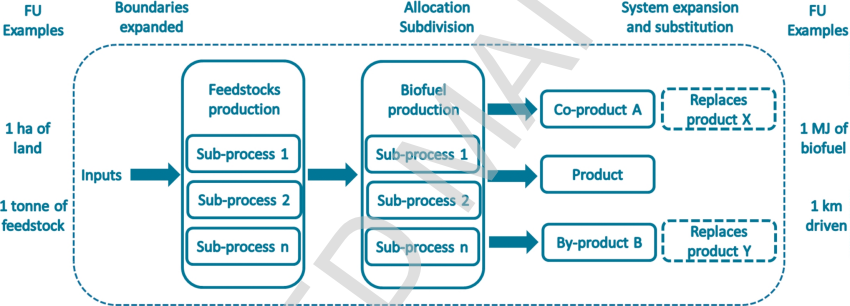 FU
Examples
Boundaries
expanded
Allocation
Subdivision
System expansion
and substitution
FU
Examples
1 ha of
land
1 tonne of
feedstock
Inputs
Feedstocks
production
Sub-process 1
Sub-process 2
Sub-process n
Biofuel
production
Sub-process 1
Sub-process 2
Sub-process n
Co-product A
Replaces
product X
Product
By-product B
Replaces
product Y
1 MJ of
biofuel
1 km
driven